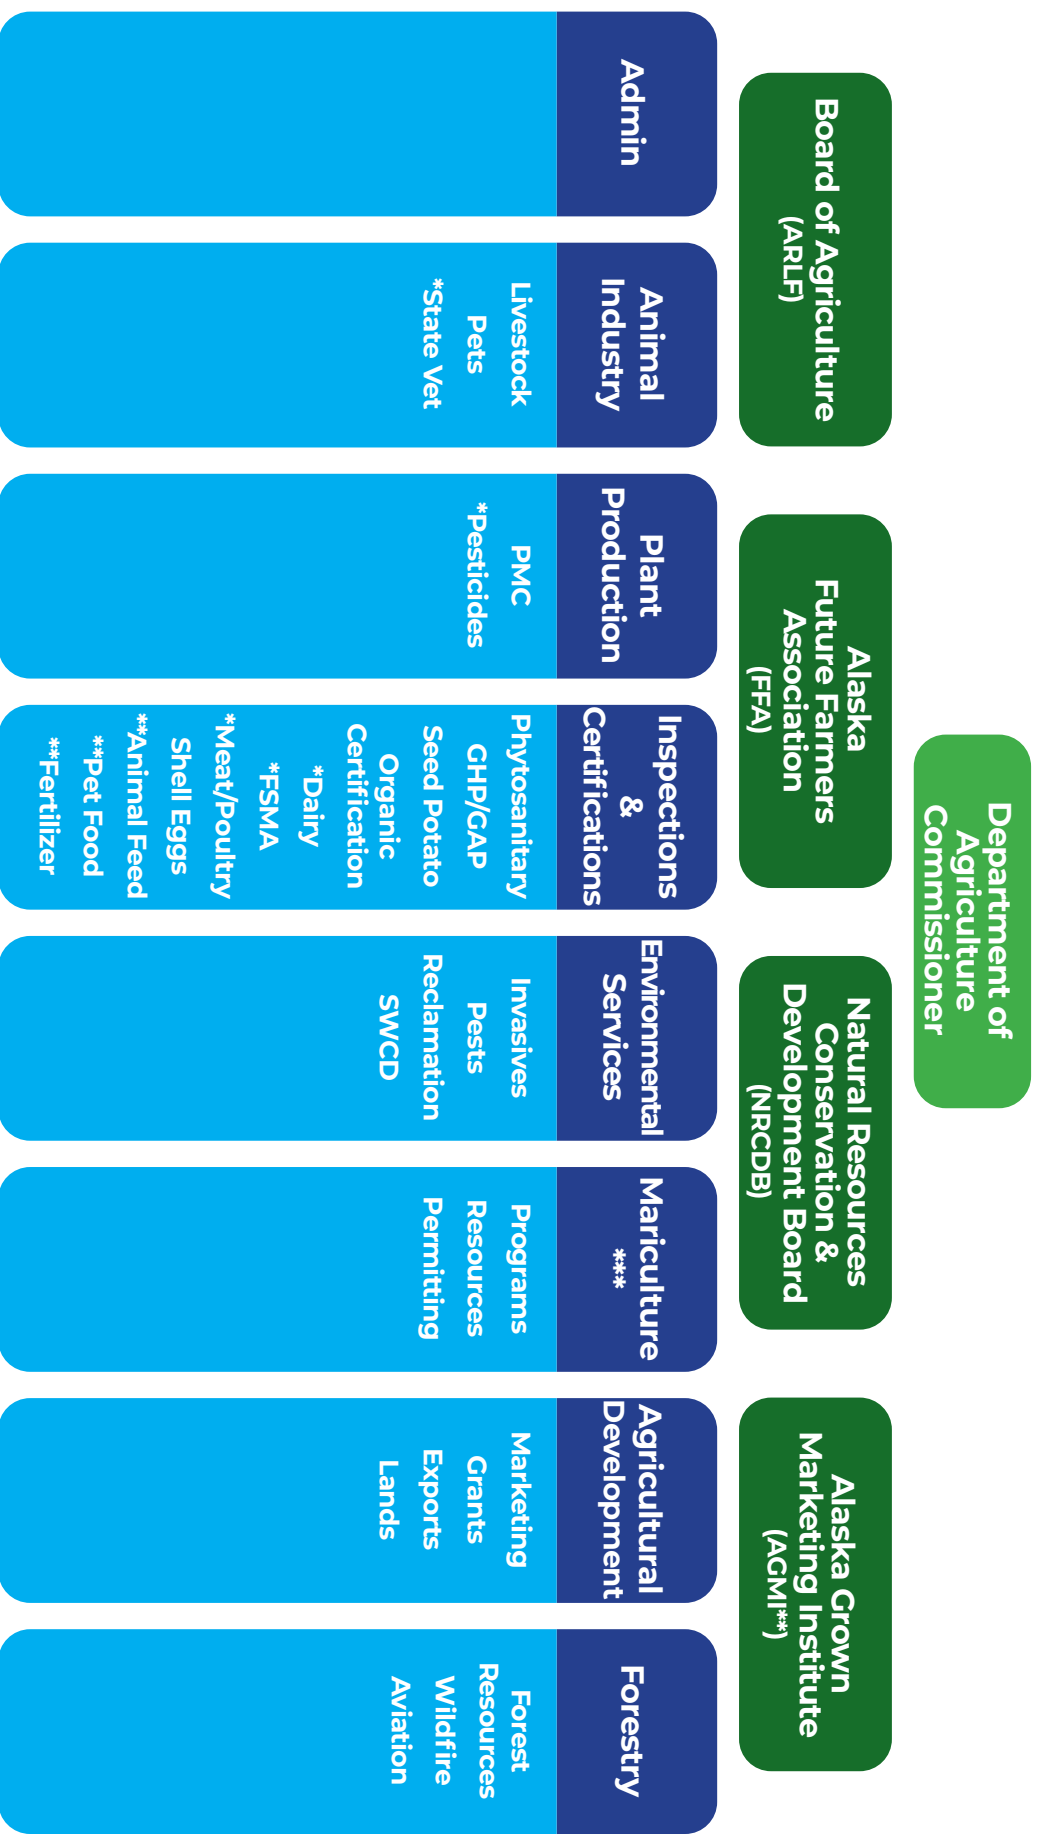 Department of
Agriculture
Commissioner
Board of Agriculture
(ARLF)
Alaska
Future Farmers
Association
(FFA)
Natural Resources
Conservation &
Development Board
(NRCDB)
Alaska Grown
Marketing Institute
(AGMI**)
Admin
Animal
Industry
Livestock
Pets
*State Vet
Plant
Production
PMC
*Pesticides
Inspections
&
Certifications
Phytosanitary
GHP/GAP
Seed Potato
Organic
Certification
*Dairy
*FSMA
*Meat/Poultry
Shell Eggs
**Animal Feed
**Pet Food
**Fertilizer
Environmental
Services
Invasives
Pests
Reclamation
SWCD
Mariculture
***
Programs
Resources
Permitting
Agricultural
Development
Marketing
Grants
Exports
Lands
Forestry
Forest
Resources
Wildfire
Aviation